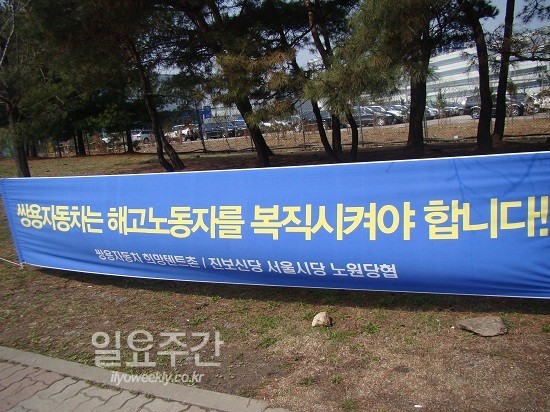 쌍용자동차는 해고노동자를 복직시켜야 합니다!
쌍용자동차 희망텐트촌 / 진보신당 서울시당 노원당협
일요주간
ilyoweekly.co.kr